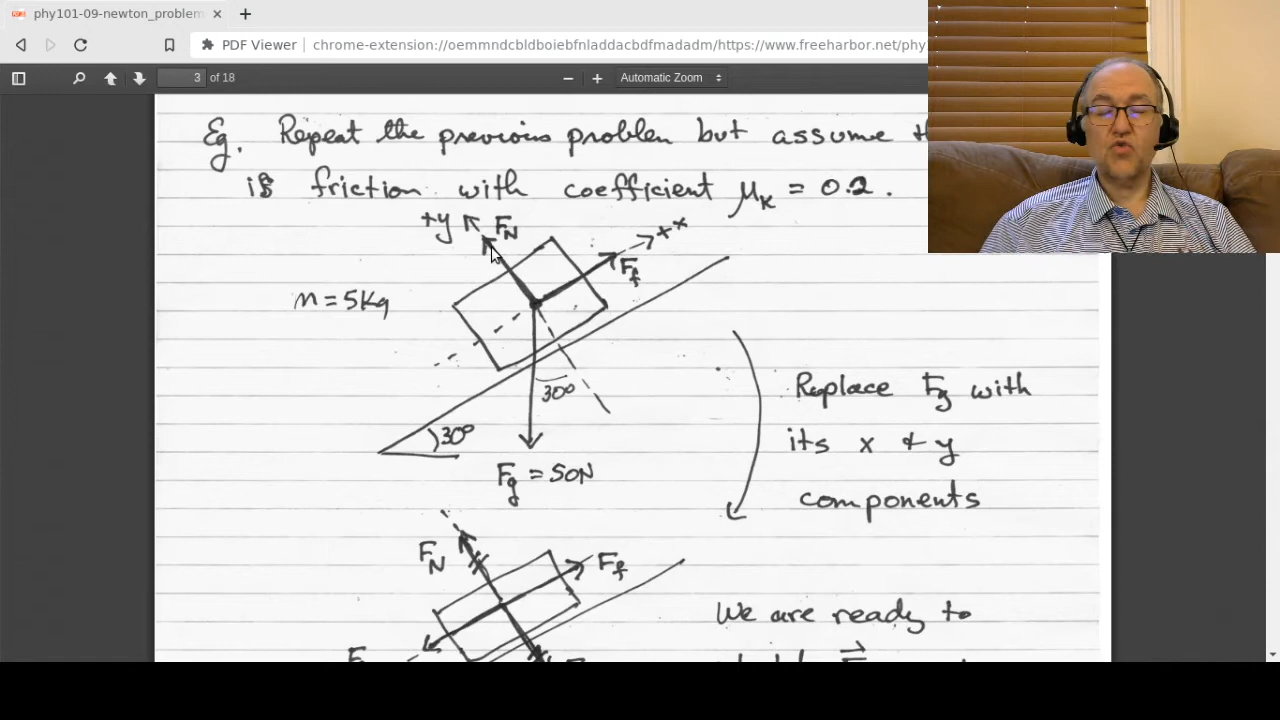 phy101-09-newton_problem
PDF Viewer
chrome-extension://oemmndcbldboiebfnladdacbdfmadadm/https://www.freeharbor.net/phy
3 of 18
Automatic Zoom
Eg. Repeat the previous problem but assume th
is friction with coefficient μk = 0.2.
+y FN +x
Ff
m = 5Kg
30°
30°
Fg = 50N
Replace Fg with
its x & y
components
FN Ff
We are ready to